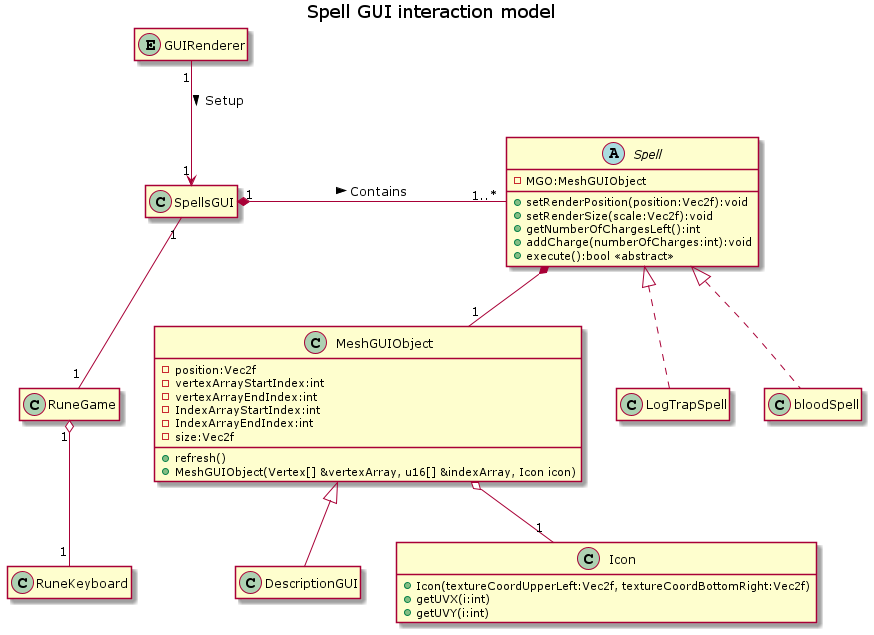 Spell GUI interaction model
E GUIRenderer
1
Setup
1
C SpellsGUI
1
Contains
1..*
A Spell
MGO:MeshGUIObject
setRenderPosition(position:Vec2f):void
setRenderSize(scale:Vec2f):void
getNumberOfChargesLeft():int
addCharge(numberOfCharges:int):void
execute():bool «abstract»
1
1
1
C MeshGUIObject
position:Vec2f
vertexArrayStartIndex:int
vertexArrayEndIndex:int
IndexArrayStartIndex:int
IndexArrayEndIndex:int
size:Vec2f
refresh()
MeshGUIObject(Vertex[] &vertexArray, u16[] &indexArray, Icon icon)
C RuneGame
C LogTrapSpell
C bloodSpell
1
1
1
C RuneKeyboard
C DescriptionGUI
C Icon
Icon(textureCoordUpperLeft:Vec2f, textureCoordBottomRight:Vec2f)
getUVX(i:int)
getUVY(i:int)